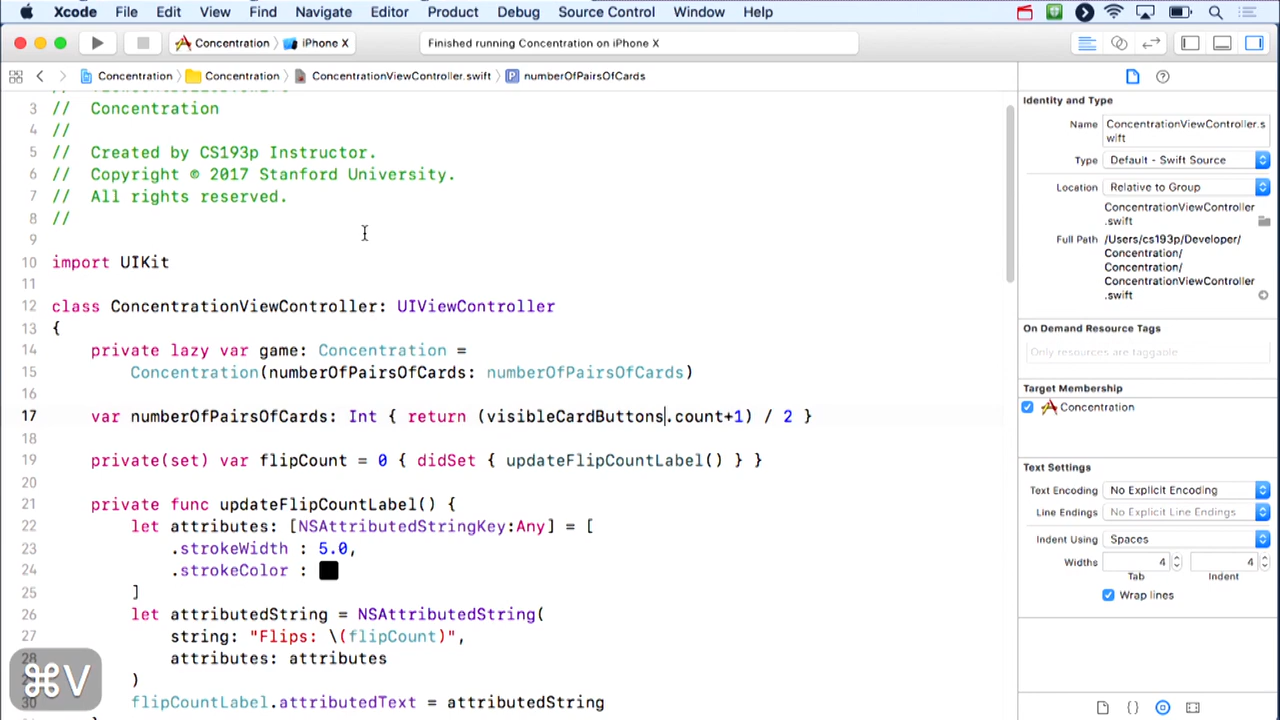 Xcode File Edit View Find Navigate Editor Product Debug Source Control Window Help
Concentration iPhone X Finished running Concentration on iPhone X
Concentration Concentration ConcentrationViewController.swift P numberOfPairsOfCards
3 // Concentration
4 //
5 // Created by CS193p Instructor.
6 // Copyright © 2017 Stanford University.
7 // All rights reserved.
8 //
9
10 import UIKit
11
12 class ConcentrationViewController: UIViewController
13 {
14 private lazy var game: Concentration =
15 Concentration(numberOfPairsOfCards: numberOfPairsOfCards)
16
17 var numberOfPairsOfCards: Int { return (visibleCardButtons.count+1) / 2 }
18
19 private(set) var flipCount = 0 { didSet { updateFlipCountLabel() } }
20
21 private func updateFlipCountLabel() {
22 let attributes: [NSAttributedStringKey:Any] = [
23 .strokeWidth : 5.0,
24 .strokeColor :
25 ]
26 let attributedString = NSAttributedString(
27 string: "Flips: \(flipCount)",
28 attributes: attributes
)
30 flipCountLabel.attributedText = attributedString
⌘V
Identity and Type
Name ConcentrationViewController.s
wift
Type Default - Swift Source
Location Relative to Group
ConcentrationViewController
.swift
Full Path /Users/cs193p/Developer/
Concentration/
Concentration/
ConcentrationViewController
.swift
On Demand Resource Tags
Only resources are taggable
Target Membership
Concentration
Text Settings
Text Encoding No Explicit Encoding
Line Endings No Explicit Line Endings
Indent Using Spaces
Widths 4 4
Tab Indent
Wrap lines